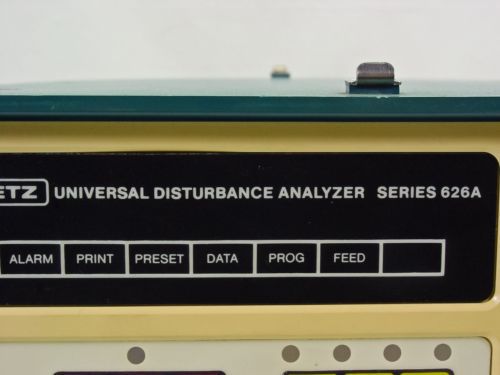 ETZ UNIVERSAL DISTURBANCE ANALYZER SERIES 626A
ALARM PRINT PRESET DATA PROG FEED